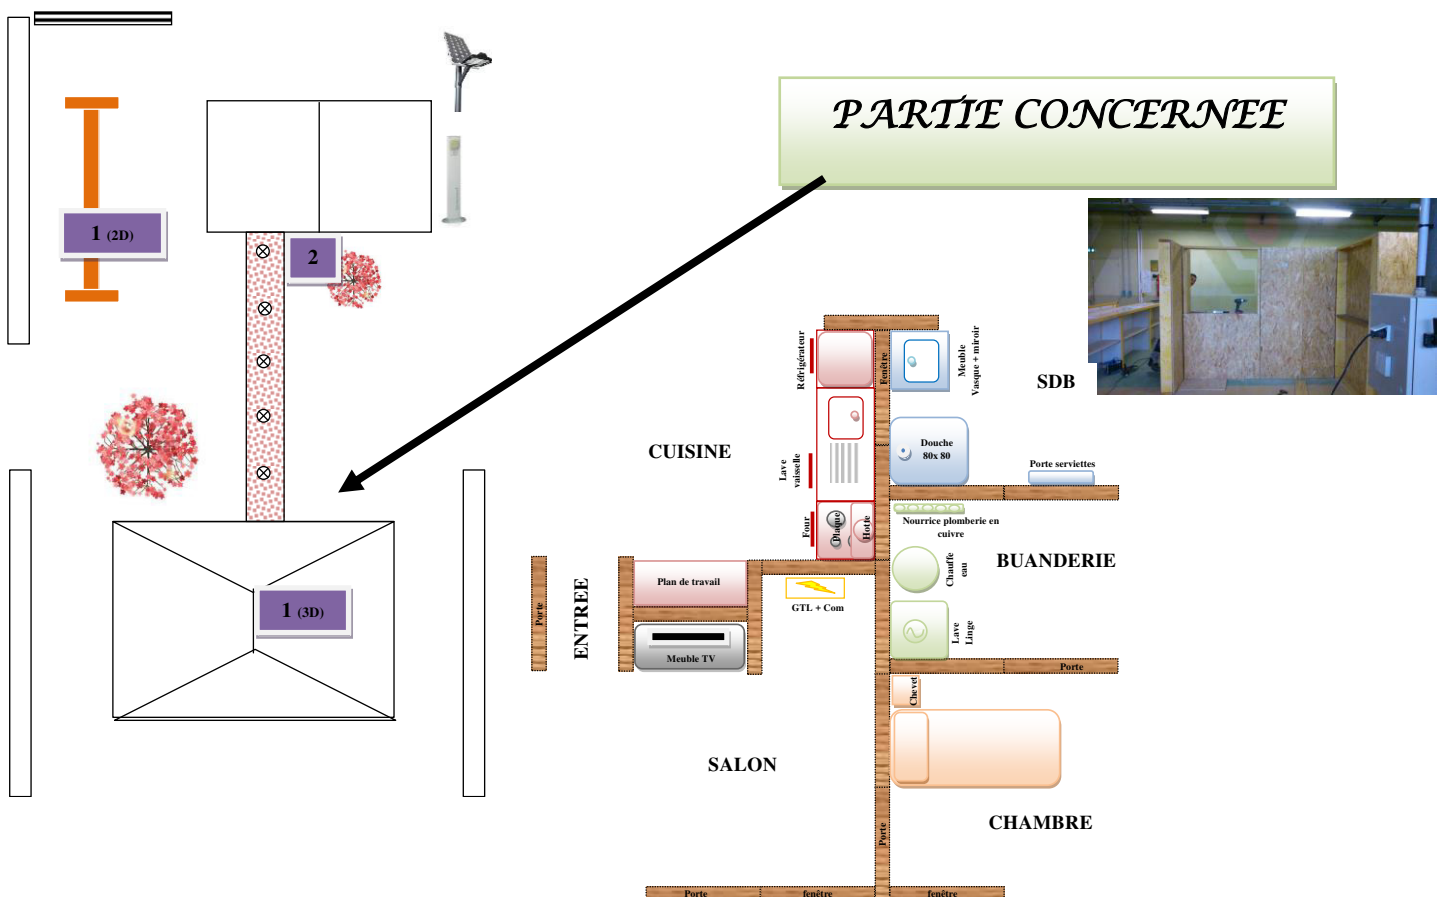 PARTIE CONCERNEE
1 (2D)
2
1 (3D)
Réfrigérateur
Fenêtre
Meuble
Vasque + miroir
SDB
CUISINE
Lave
vaisselle
Douche
80x 80
Porte serviettes
Four
Plaque
Hotte
Nourrice plomberie en
cuivre
BUANDERIE
Chauffe
eau
Porte
ENTREE
Plan de travail
GTL + Com
Lave
Linge
Meuble TV
Porte
Chevet
SALON
CHAMBRE
Porte
Porte
fenêtre
fenêtre